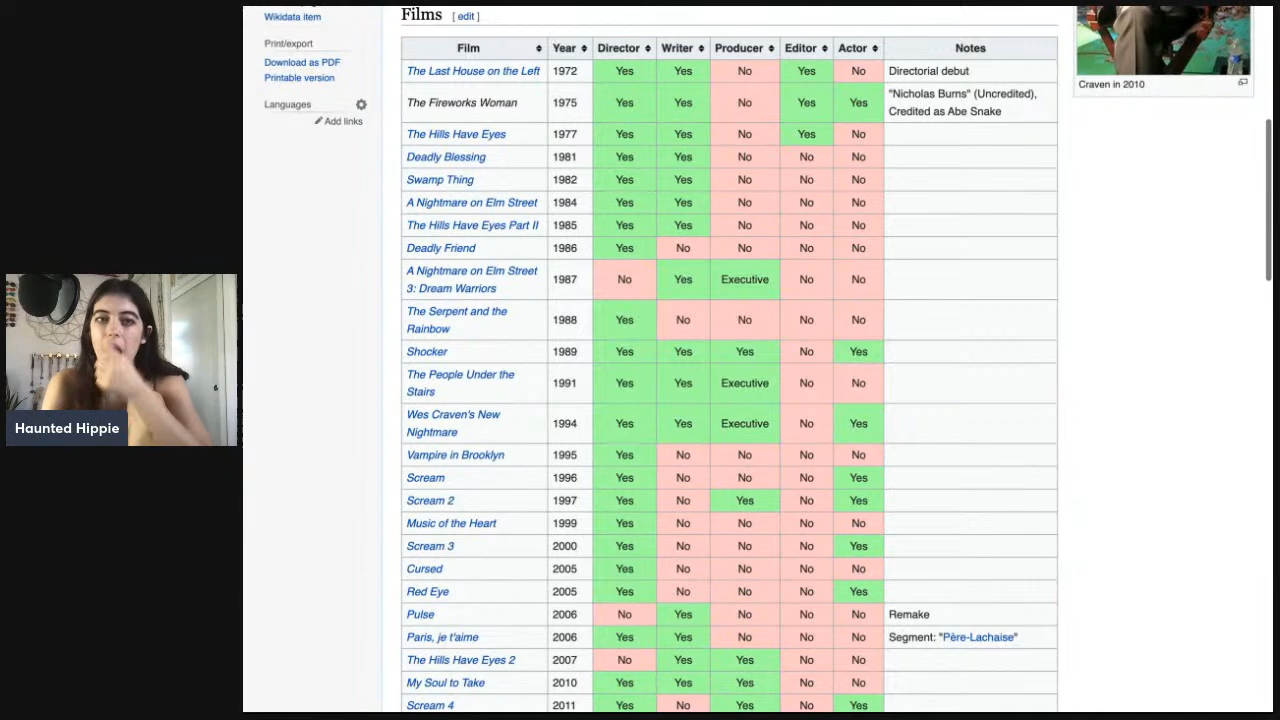 Wikidata item
Print/export
Download as PDF
Printable version
Languages
Add links
Haunted Hippie
Films [ edit ]
Film Year Director Writer Producer Editor Actor Notes
The Last House on the Left 1972 Yes Yes No Yes No Directorial debut
The Fireworks Woman 1975 Yes Yes No Yes Yes "Nicholas Burns" (Uncredited),
Credited as Abe Snake
The Hills Have Eyes 1977 Yes Yes No Yes No
Deadly Blessing 1981 Yes Yes No No No
Swamp Thing 1982 Yes Yes No No No
A Nightmare on Elm Street 1984 Yes Yes No No No
The Hills Have Eyes Part II 1985 Yes Yes No No No
Deadly Friend 1986 Yes No No No No
A Nightmare on Elm Street
3: Dream Warriors 1987 No Yes Executive No No
The Serpent and the
Rainbow 1988 Yes No No No No
Shocker 1989 Yes Yes Yes No Yes
The People Under the
Stairs 1991 Yes Yes Executive No No
Wes Craven's New
Nightmare 1994 Yes Yes Executive No Yes
Vampire in Brooklyn 1995 Yes No No No No
Scream 1996 Yes No No No Yes
Scream 2 1997 Yes No Yes No Yes
Music of the Heart 1999 Yes No No No No
Scream 3 2000 Yes No No No Yes
Cursed 2005 Yes No No No No
Red Eye 2005 Yes No No No Yes
Pulse 2006 No Yes No No No Remake
Paris, je t'aime 2006 Yes Yes No No No Segment: "Père-Lachaise"
The Hills Have Eyes 2 2007 No Yes Yes No No
My Soul to Take 2010 Yes Yes Yes No No
Scream 4 2011 Yes No Yes No Yes
Craven in 2010